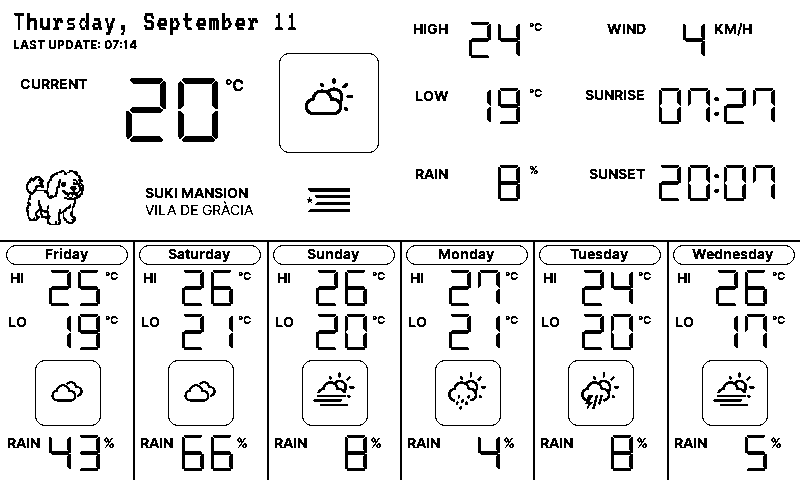 Thursday, September 11
LAST UPDATE: 07:14
CURRENT 20 °C
HIGH 24 °C
WIND 4 KM/H
LOW 19 °C
SUNRISE 07:27
RAIN 8 %
SUNSET 20:07
SUKI MANSION
VILA DE GRÀCIA
Friday
HI 25 °C
LO 19 °C
RAIN 43 %
Saturday
HI 26 °C
LO 21 °C
RAIN 66 %
Sunday
HI 26 °C
LO 20 °C
RAIN 8 %
Monday
HI 27 °C
LO 21 °C
RAIN 4 %
Tuesday
HI 24 °C
LO 20 °C
RAIN 8 %
Wednesday
HI 26 °C
LO 17 °C
RAIN 5 %